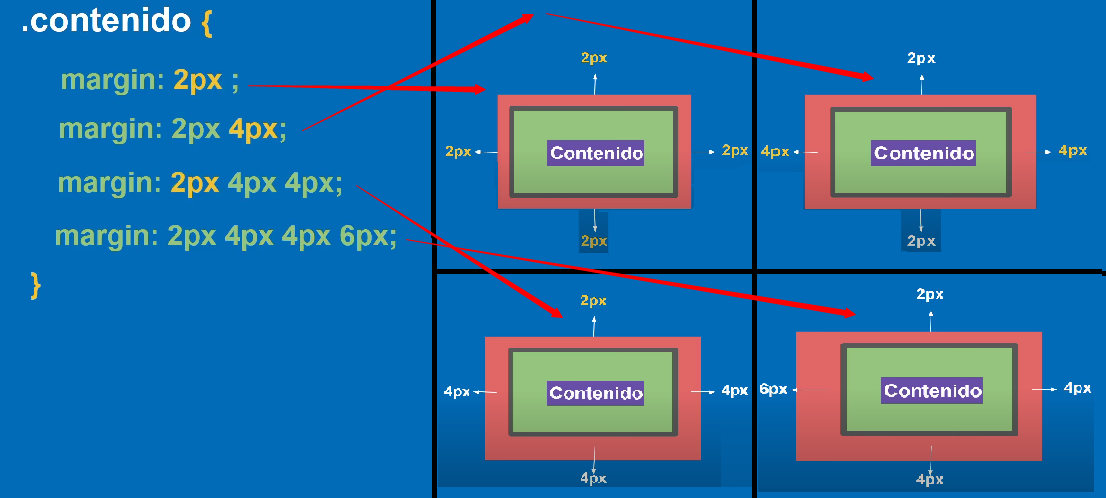 .contenido {
margin: 2px ;
margin: 2px 4px;
margin: 2px 4px 4px;
margin: 2px 4px 4px 6px;
}
2px
2px Contenido 2px
2px
2px
4px Contenido 4px
2px
2px
4px Contenido 4px
4px
2px
6px Contenido 4px
4px